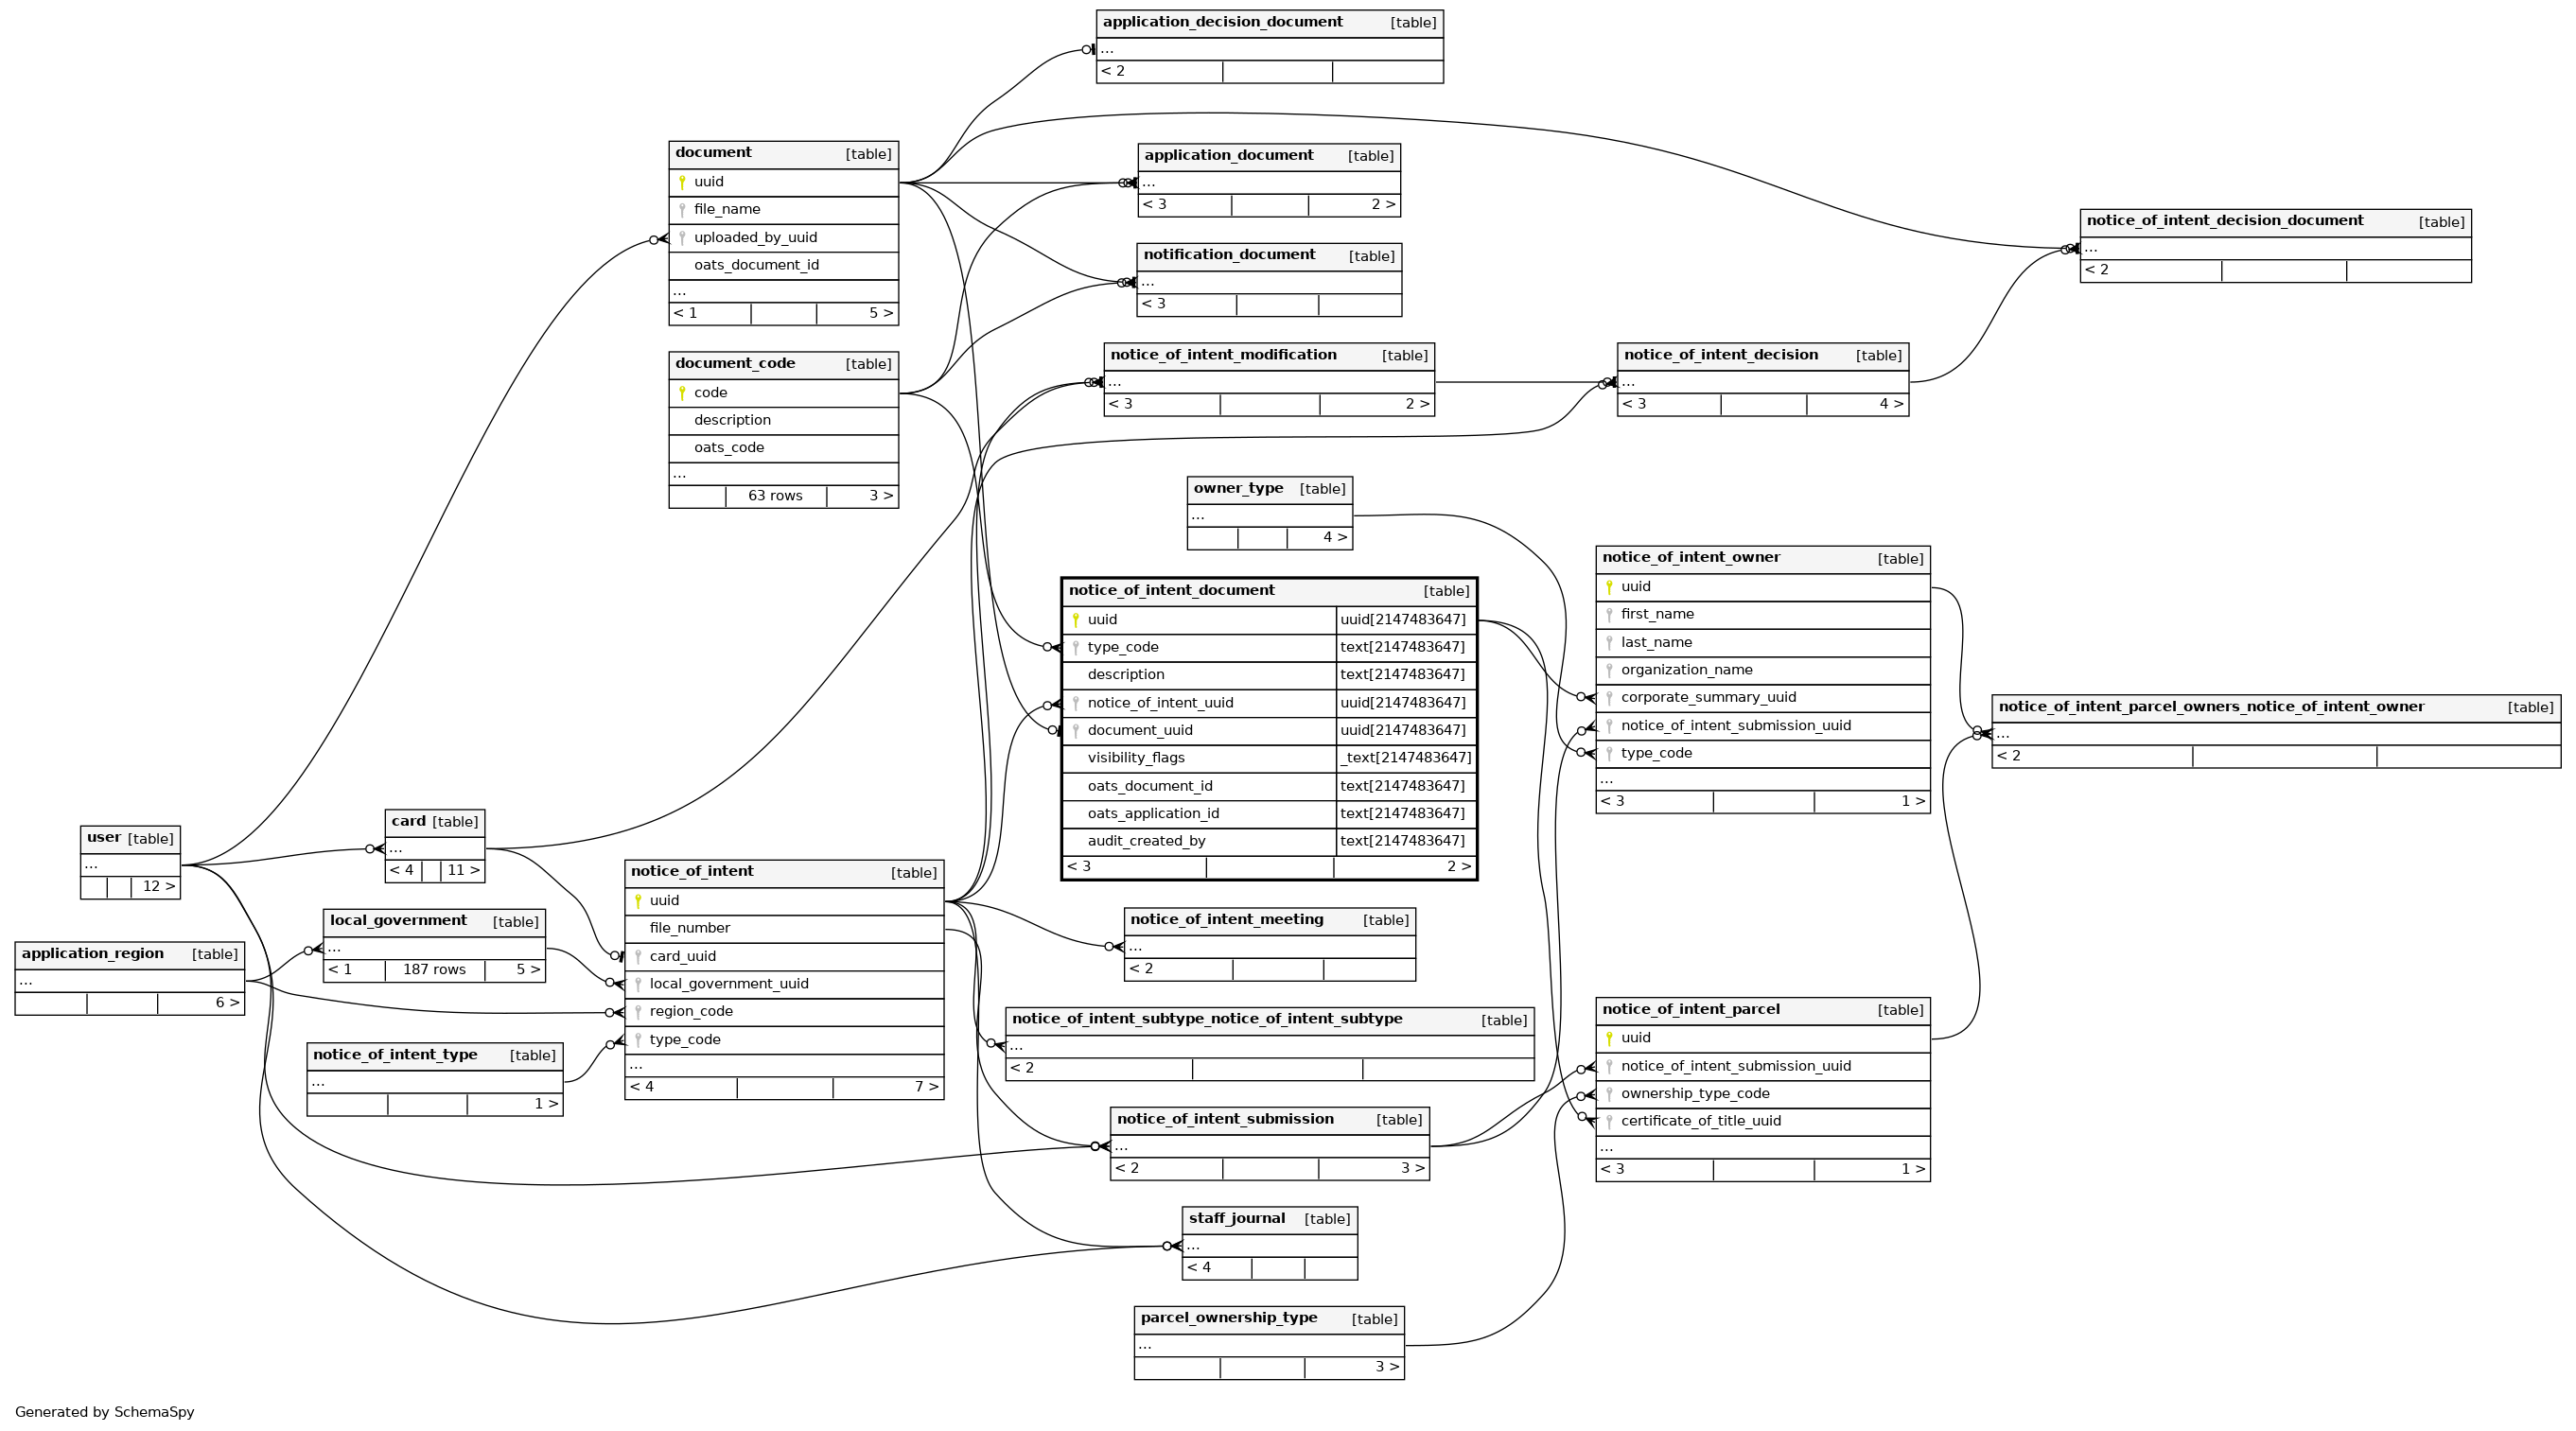 application_decision_document [table]
...
< 2
document [table]
uuid
file_name
uploaded_by_uuid
oats_document_id
...
< 1 5 >
application_document [table]
...
< 3 2 >
notice_of_intent_decision_document [table]
...
< 2
notification_document [table]
...
< 3
document_code [table]
code
description
oats_code
...
63 rows 3 >
notice_of_intent_modification [table]
...
< 3 2 >
notice_of_intent_decision [table]
...
< 3 4 >
owner_type [table]
...
4 >
notice_of_intent_document [table]
uuid uuid[2147483647]
type_code text[2147483647]
description text[2147483647]
notice_of_intent_uuid uuid[2147483647]
document_uuid uuid[2147483647]
visibility_flags _text[2147483647]
oats_document_id text[2147483647]
oats_application_id text[2147483647]
audit_created_by text[2147483647]
< 3 2 >
notice_of_intent_owner [table]
uuid
first_name
last_name
organization_name
corporate_summary_uuid
notice_of_intent_submission_uuid
type_code
...
< 3 1 >
notice_of_intent_parcel_owners_notice_of_intent_owner [table]
...
< 2
user [table]
...
12 >
card [table]
...
< 4 11 >
local_government [table]
...
< 1 187 rows 5 >
application_region [table]
...
6 >
notice_of_intent_type [table]
...
1 >
notice_of_intent [table]
uuid
file_number
card_uuid
local_government_uuid
region_code
type_code
...
< 4 7 >
notice_of_intent_meeting [table]
...
< 2
notice_of_intent_subtype_notice_of_intent_subtype [table]
...
< 2
notice_of_intent_parcel [table]
uuid
notice_of_intent_submission_uuid
ownership_type_code
certificate_of_title_uuid
...
< 3 1 >
notice_of_intent_submission [table]
...
< 2 3 >
staff_journal [table]
...
< 4
parcel_ownership_type [table]
...
3 >
Generated by SchemaSpy